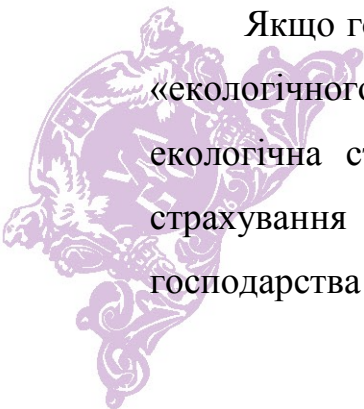 Якщо го
«екологічного
екологічна ст
страхування
господарства